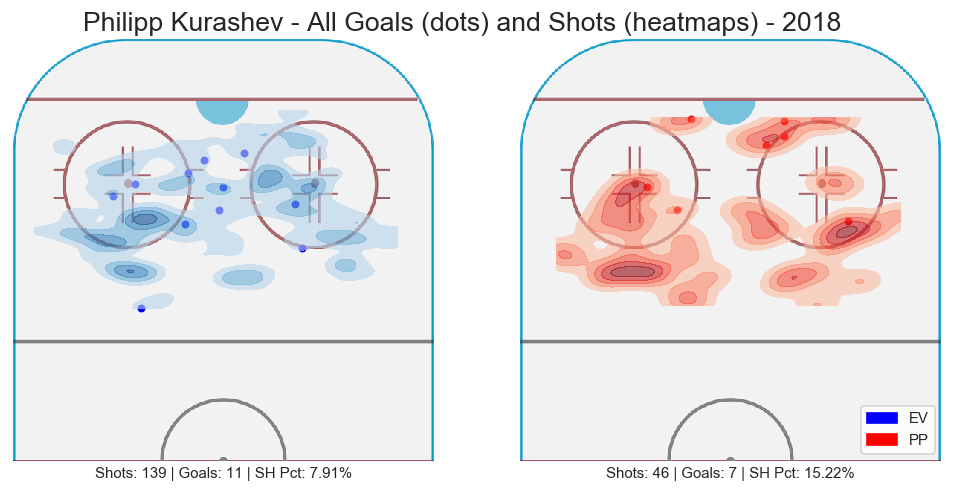 Philipp Kurashev - All Goals (dots) and Shots (heatmaps) - 2018
EV
PP
Shots: 139 | Goals: 11 | SH Pct: 7.91%
Shots: 46 | Goals: 7 | SH Pct: 15.22%